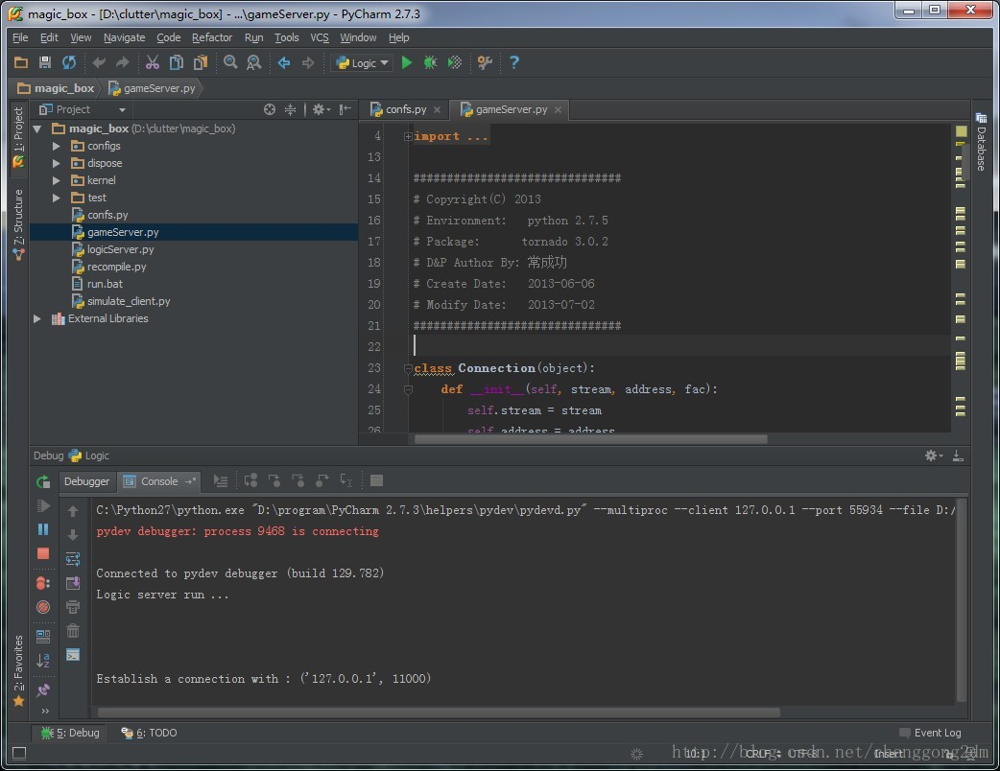 magic_box - [D:\clutter\magic_box] - ...\gameServer.py - PyCharm 2.7.3
File Edit View Navigate Code Refactor Run Tools VCS Window Help
Logic
magic_box gameServer.py
Project
confs.py gameServer.py
1: Project
Z: Structure
2: Favorites
Database
magic_box (D:\clutter\magic_box)
configs
dispose
kernel
test
confs.py
gameServer.py
logicServer.py
recompile.py
run.bat
simulate_client.py
External Libraries
4 import ...
13
14 ###############################
15 # Copyright(C) 2013
16 # Environment: python 2.7.5
17 # Package: tornado 3.0.2
18 # D&P Author By: 常成功
19 # Create Date: 2013-06-06
20 # Modify Date: 2013-07-02
21 ###############################
22
23 class Connection(object):
24 def __init__(self, stream, address, fac):
25 self.stream = stream
26 self.address = address
Debug Logic
Debugger Console
C:\Python27\python.exe "D:\program\PyCharm 2.7.3\helpers\pydev\pydevd.py" --multiproc --client 127.0.0.1 --port 55934 --file D:/
pydev debugger: process 9468 is connecting
Connected to pydev debugger (build 129.782)
Logic server run ...
Establish a connection with : ('127.0.0.1', 11000)
5: Debug 6: TODO Event Log
10:1 CRLF UTF-8 Insert
http://blog.csdn.net/chenggong2dm